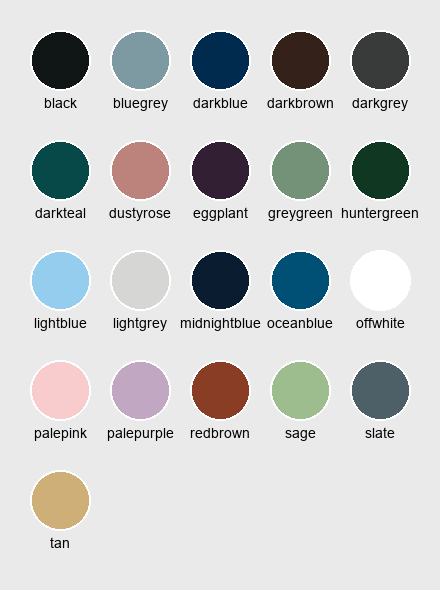 black bluegrey darkblue darkbrown darkgrey
darkteal dustyrose eggplant greygreen huntergreen
lightblue lightgrey midnightblue oceanblue offwhite
palepink palepurple redbrown sage slate
tan